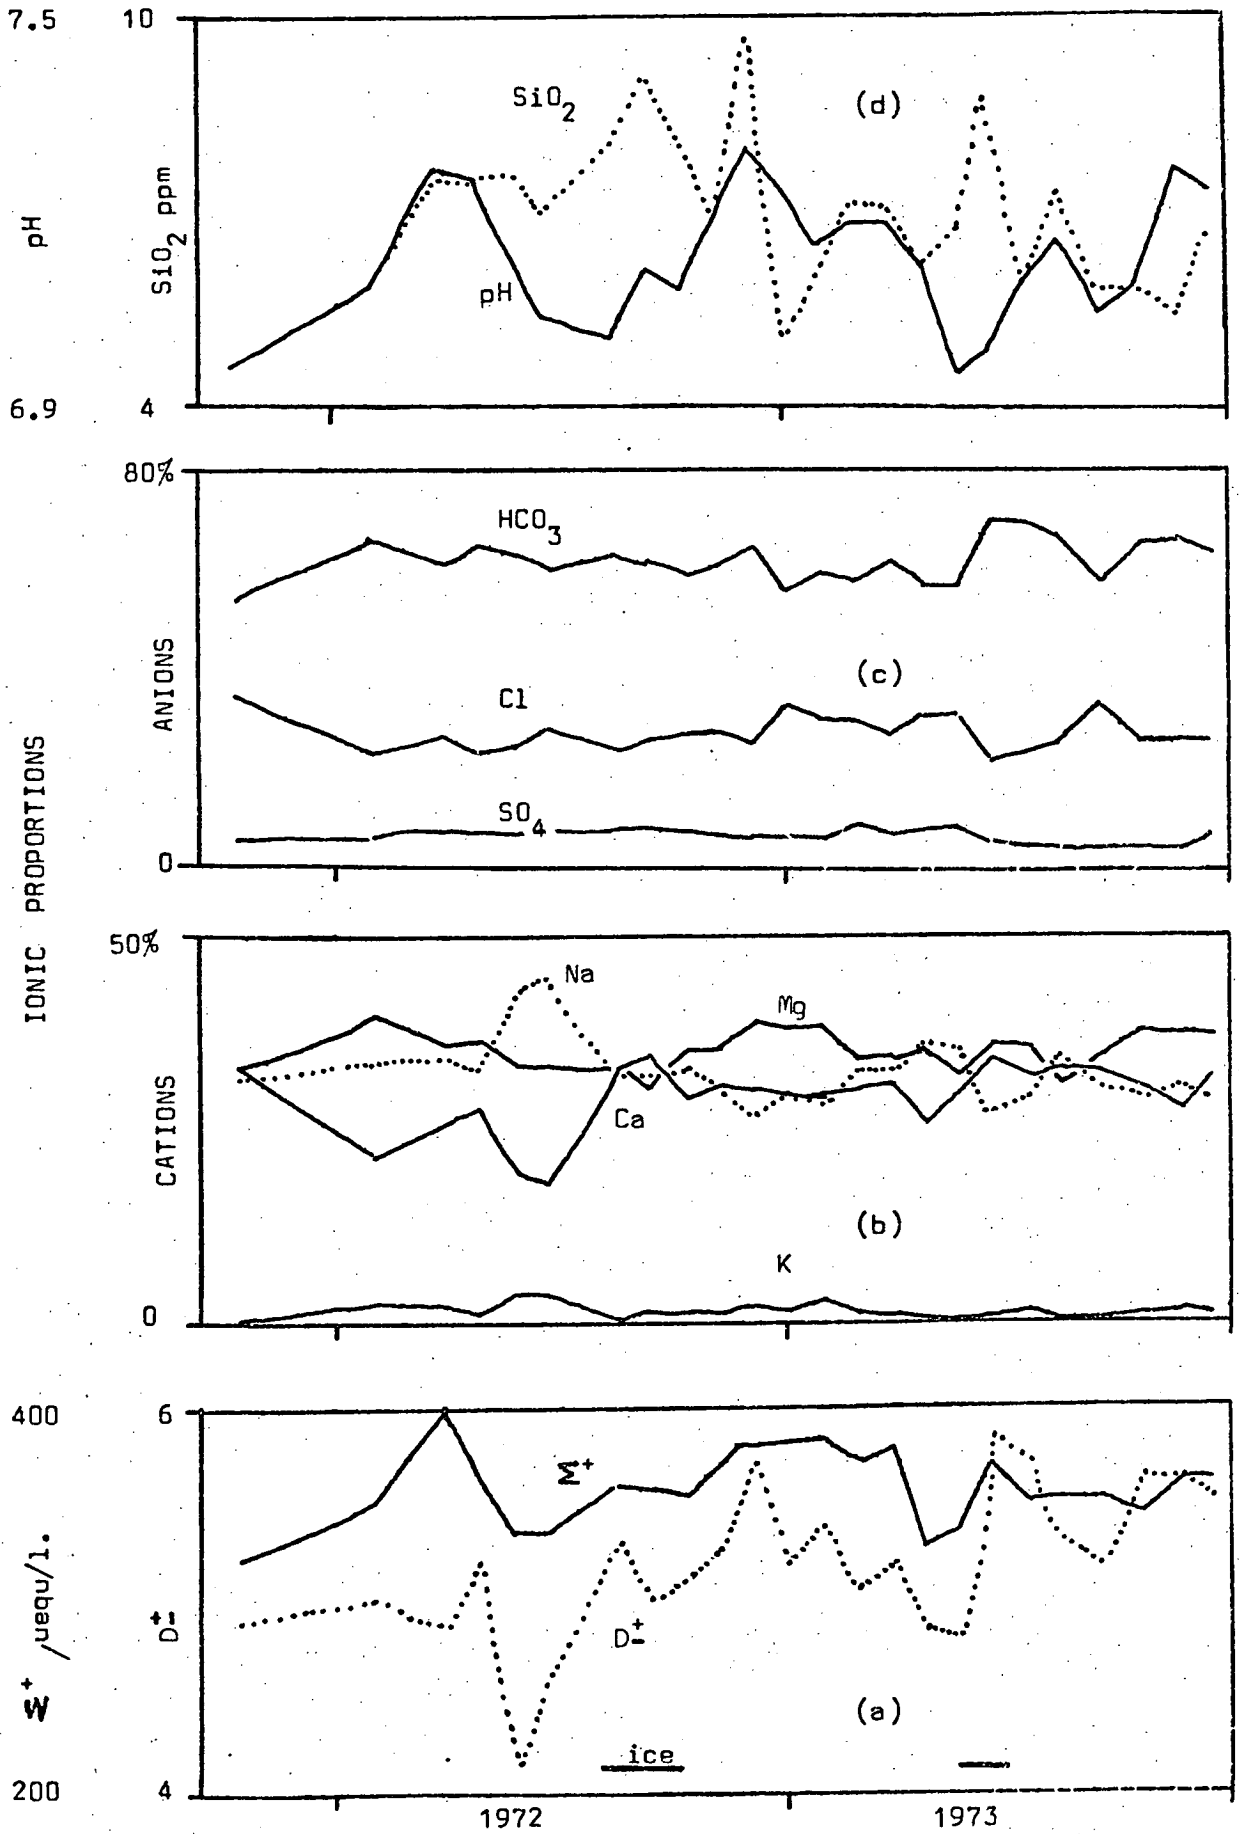 7.5
10
SiO2
(d)
pH
SiO2 ppm
pH
6.9
4
80%
HCO3
ANIONS
(c)
Cl
SO4
0
IONIC PROPORTIONS
50%
Na
Mg
CATIONS
Ca
(b)
K
0
400
6
Σ+
/uequ/l.
D±
D±
(a)
ice
200
4
1972
1973